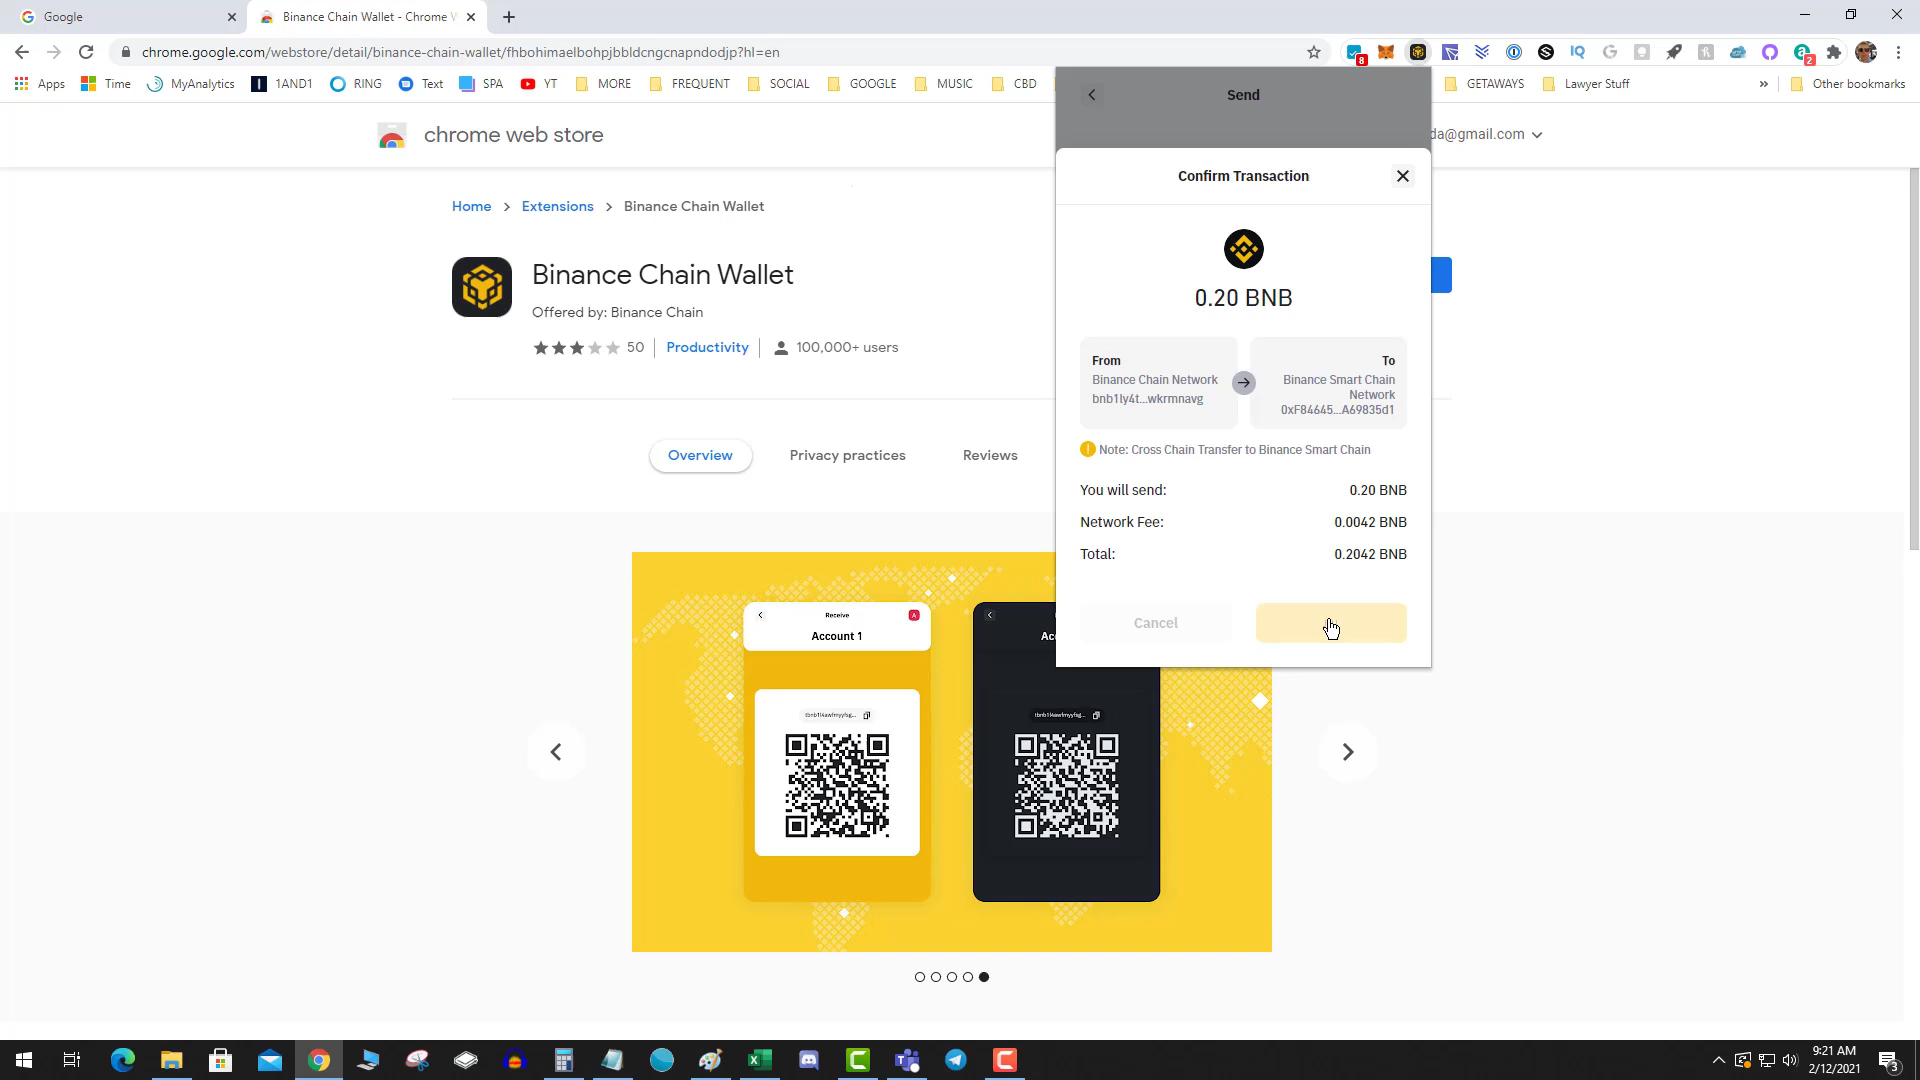 Google
Binance Chain Wallet - Chrome W
chrome.google.com/webstore/detail/binance-chain-wallet/fhbohimaelbohpjbbldcngcnapndodjp?hl=en
8
2
Apps
Time
MyAnalytics
1AND1
RING
Text
SPA
YT
MORE
FREQUENT
SOCIAL
GOOGLE
MUSIC
CBD
GETAWAYS
Lawyer Stuff
»
Other bookmarks
chrome web store
da@gmail.com
Home > Extensions > Binance Chain Wallet
Binance Chain Wallet
Offered by: Binance Chain
50
Productivity
100,000+ users
Overview
Privacy practices
Reviews
Send
Confirm Transaction
0.20 BNB
From
Binance Chain Network
bnb1ly4t...wkrmnavg
To
Binance Smart Chain
Network
0xF84645...A69835d1
Note: Cross Chain Transfer to Binance Smart Chain
You will send: 0.20 BNB
Network Fee: 0.0042 BNB
Total: 0.2042 BNB
Cancel
Receive
Account 1
Acc
9:21 AM
2/12/2021
3